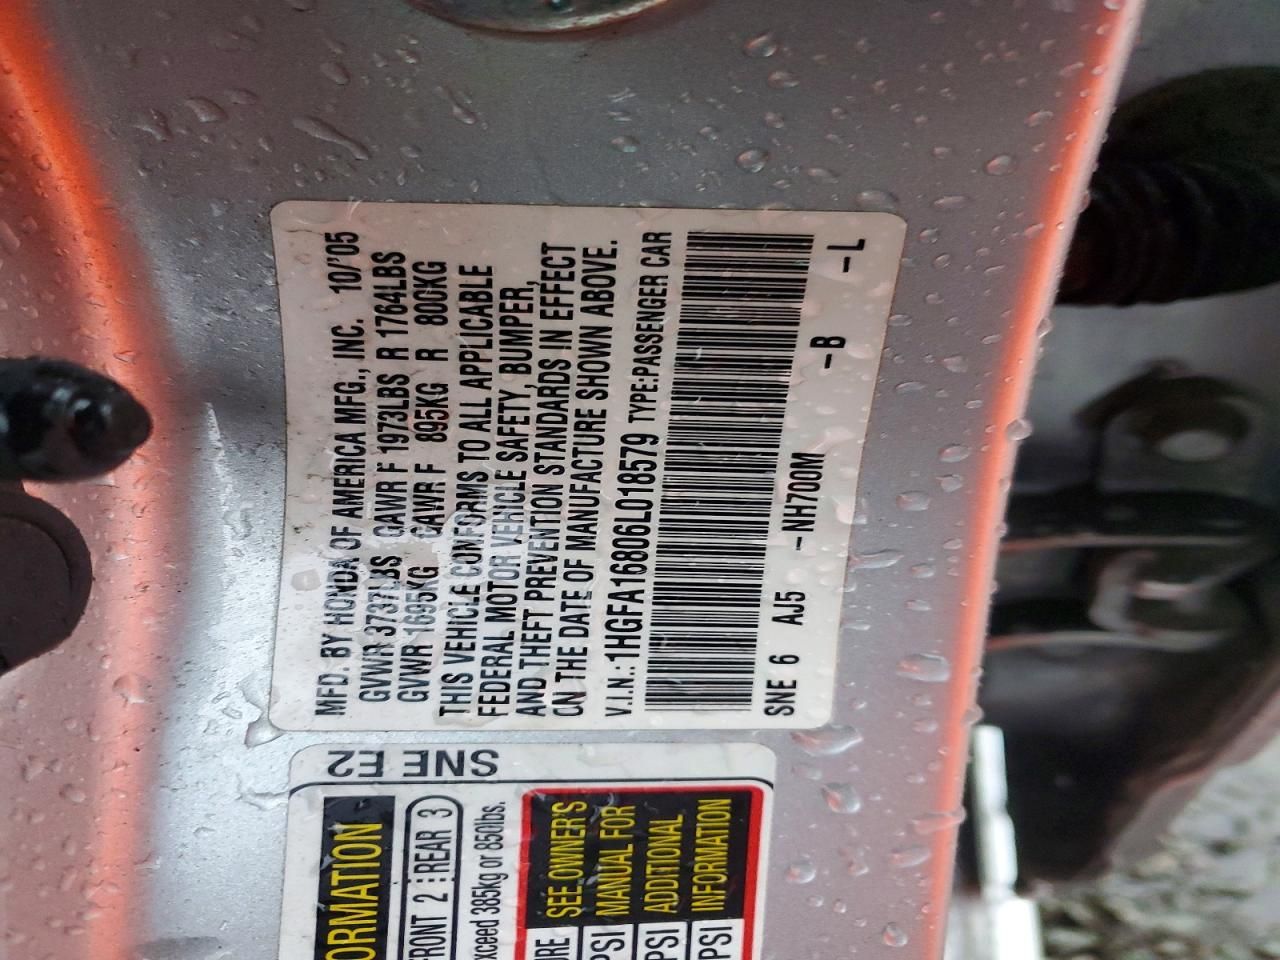 MFD. BY HONDA OF AMERICA MFG., INC. 10/'05
GVWR 3737LBS GAWR F 1973LBS R 1764LBS
GVWR 1695KG GAWR F 895KG R 800KG
THIS VEHICLE CONFORMS TO ALL APPLICABLE
FEDERAL MOTOR VEHICLE SAFETY, BUMPER,
AND THEFT PREVENTION STANDARDS IN EFFECT
ON THE DATE OF MANUFACTURE SHOWN ABOVE.
V.I.N.: 1HGFA16806L018579 TYPE:PASSENGER CAR
SNE 6 AJ5 -NH700M -B -L
SNE E2
ORMATION
FRONT 2 REAR 3
xceed 385kg or 850lbs.
URE SEE OWNER'S
PSI MANUAL FOR
PSI ADDITIONAL
PSI INFORMATION